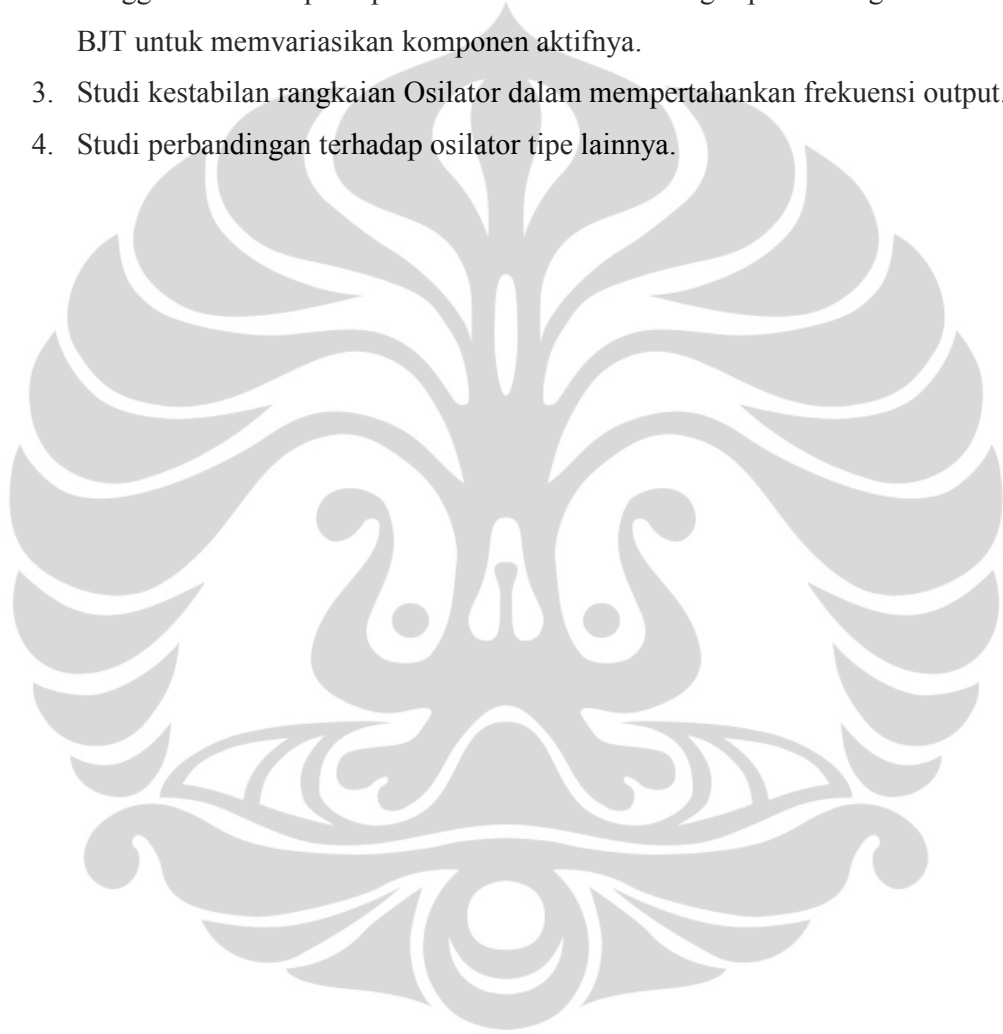 BJT untuk memvariasikan komponen aktifnya.
3. Studi kestabilan rangkaian Osilator dalam mempertahankan frekuensi output.
4. Studi perbandingan terhadap osilator tipe lainnya.